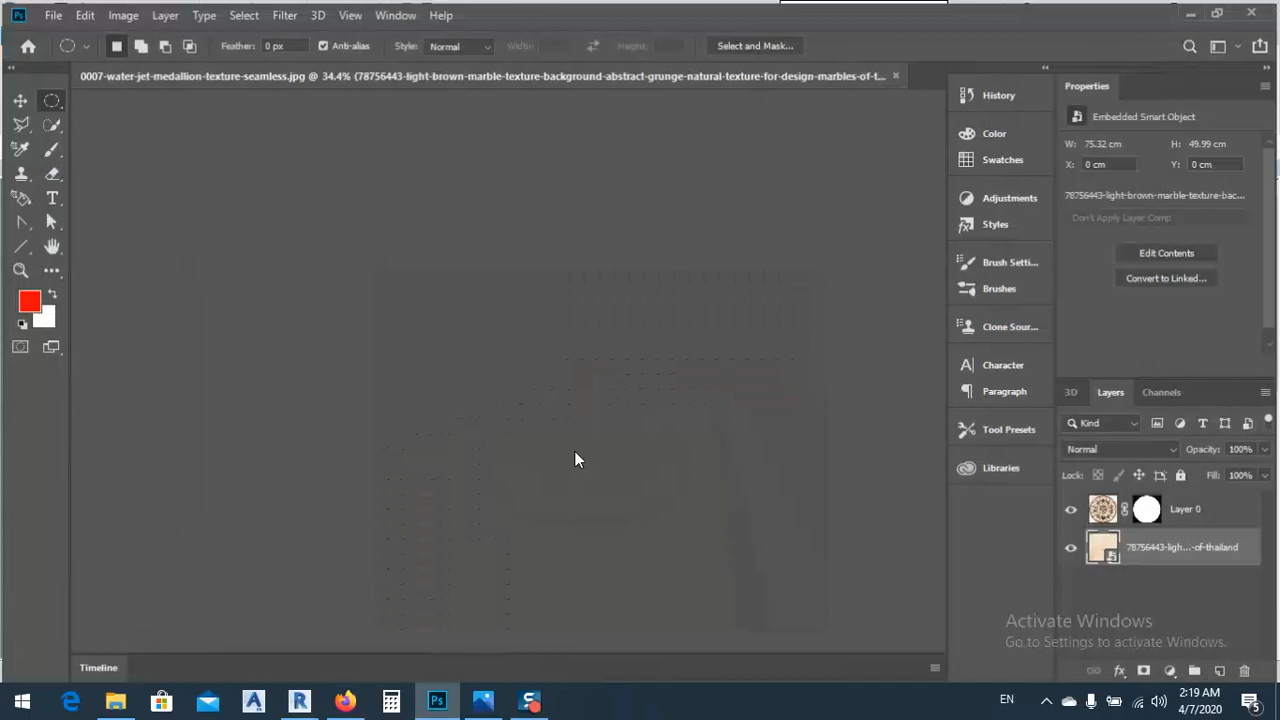 Ps File Edit Image Layer Type Select Filter 3D View Window Help
Feather: 0 px Anti-alias Style: Normal Width: Height: Select and Mask...
0007-water-jet-medallion-texture-seamless.jpg @ 34.4% (78756443-light-brown-marble-texture-background-abstract-grunge-natural-texture-for-design-marbles-of-t...
History
Color
Swatches
Adjustments
Styles
Brush Setti...
Brushes
Clone Sour...
Character
Paragraph
Tool Presets
Libraries
Properties
Embedded Smart Object
W: 75.32 cm H: 49.99 cm
X: 0 cm Y: 0 cm
78756443-light-brown-marble-texture-bac...
Don't Apply Layer Comp
Edit Contents
Convert to Linked...
3D Layers Channels
Kind
Normal Opacity: 100%
Lock: Fill: 100%
Layer 0
78756443-ligh...-of-thailand
Activate Windows
Go to Settings to activate Windows.
Timeline
EN 2:19 AM
4/7/2020
5